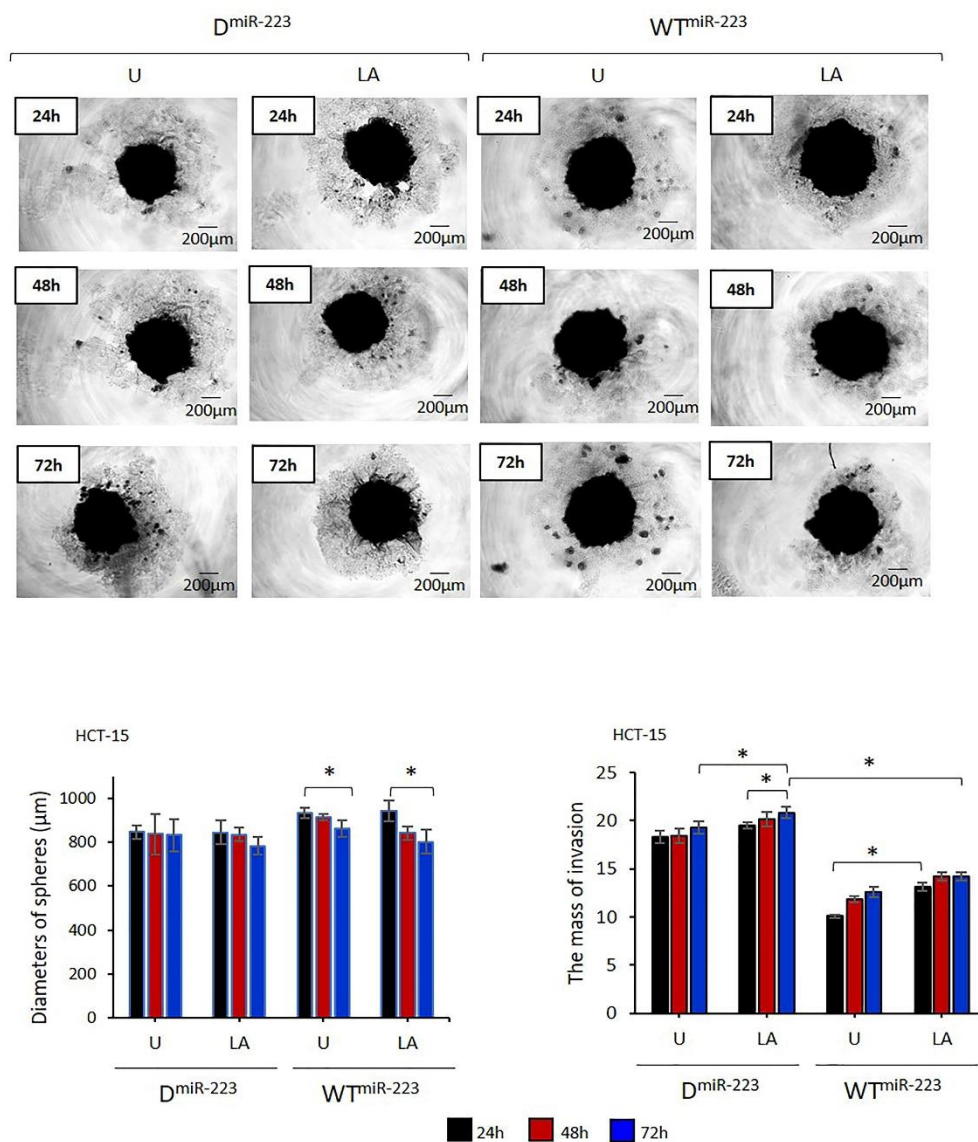 DmiR-223 WTmiR-223
U LA U LA
24h 24h 24h 24h
200µm 200µm 200µm 200µm
48h 48h 48h 48h
200µm 200µm 200µm 200µm
72h 72h 72h 72h
200µm 200µm 200µm 200µm
HCT-15
Diameters of spheres (µm)
1000
800
600
400
200
0
* *
U LA U LA
DmiR-223 WTmiR-223
HCT-15
The mass of invasion
25
20
15
10
5
0
* * * *
U LA U LA
DmiR-223 WTmiR-223
24h 48h 72h